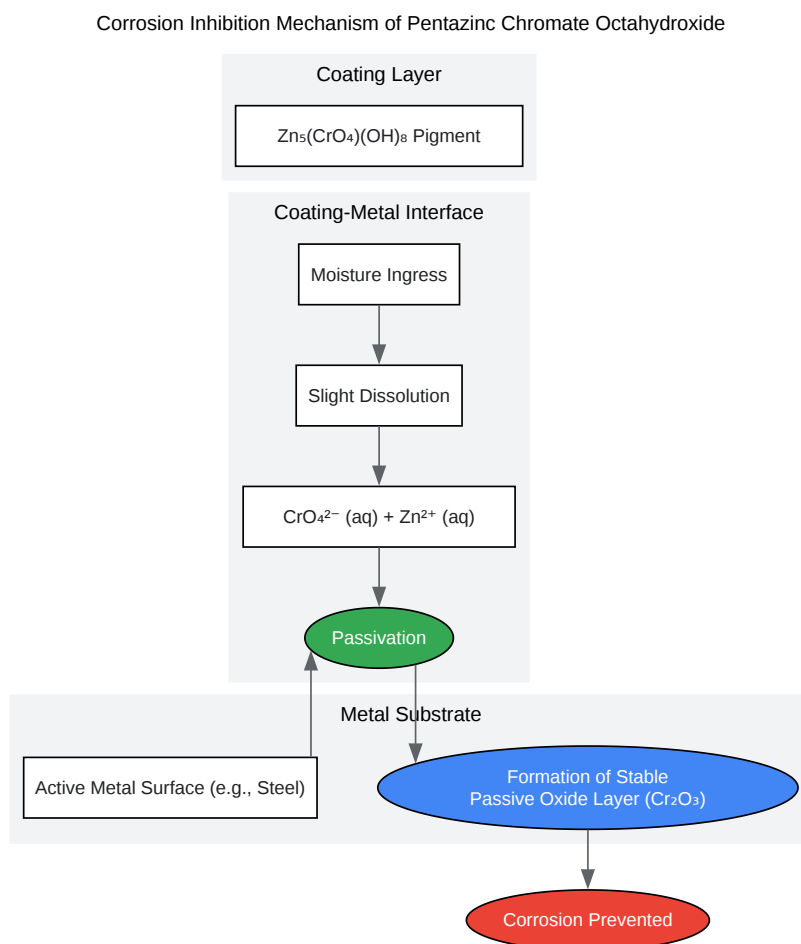 Corrosion Inhibition Mechanism of Pentazinc Chromate Octahydroxide
Coating Layer
Zn₅(CrO₄)(OH)₈ Pigment
Coating-Metal Interface
Moisture Ingress
Slight Dissolution
CrO₄²⁻ (aq) + Zn²⁺ (aq)
Passivation
Metal Substrate
Active Metal Surface (e.g., Steel)
Formation of Stable
Passive Oxide Layer (Cr₂O₃)
Corrosion Prevented